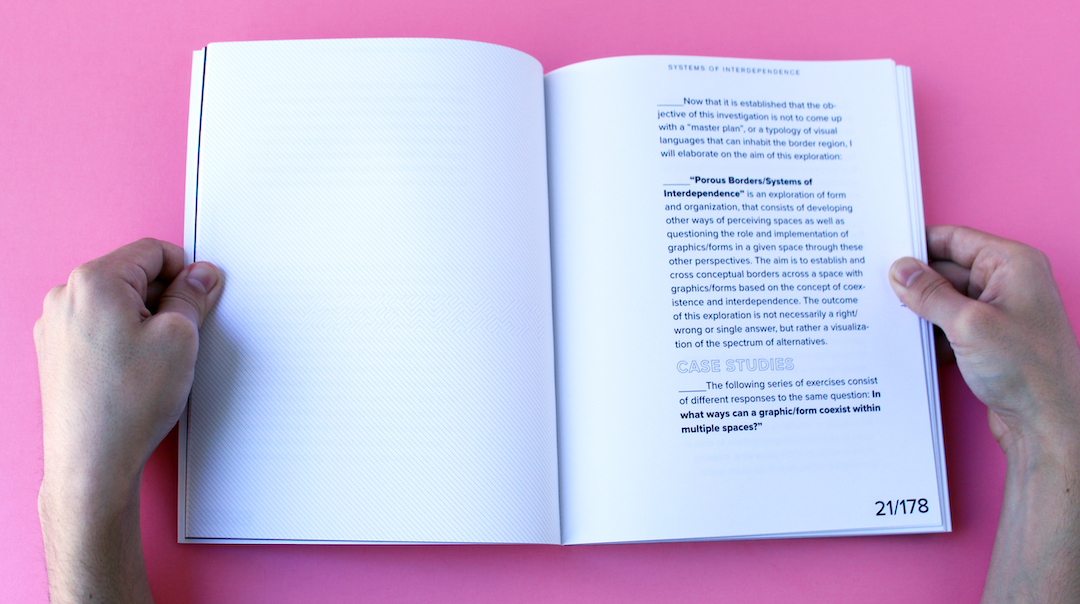 SYSTEMS OF INTERDEPENDENCE
_____Now that it is established that the ob-
jective of this investigation is not to come up
with a "master plan", or a typology of visual
languages that can inhabit the border region, I
will elaborate on the aim of this exploration:
_____“Porous Borders/Systems of
Interdependence” is an exploration of form
and organization, that consists of developing
other ways of perceiving spaces as well as
questioning the role and implementation of
graphics/forms in a given space through these
other perspectives. The aim is to establish and
cross conceptual borders across a space with
graphics/forms based on the concept of coex-
istence and interdependence. The outcome
of this exploration is not necessarily a right/
wrong or single answer, but rather a visualiza-
tion of the spectrum of alternatives.
CASE STUDIES
_____The following series of exercises consist
of different responses to the same question: In
what ways can a graphic/form coexist within
multiple spaces?”
21/178